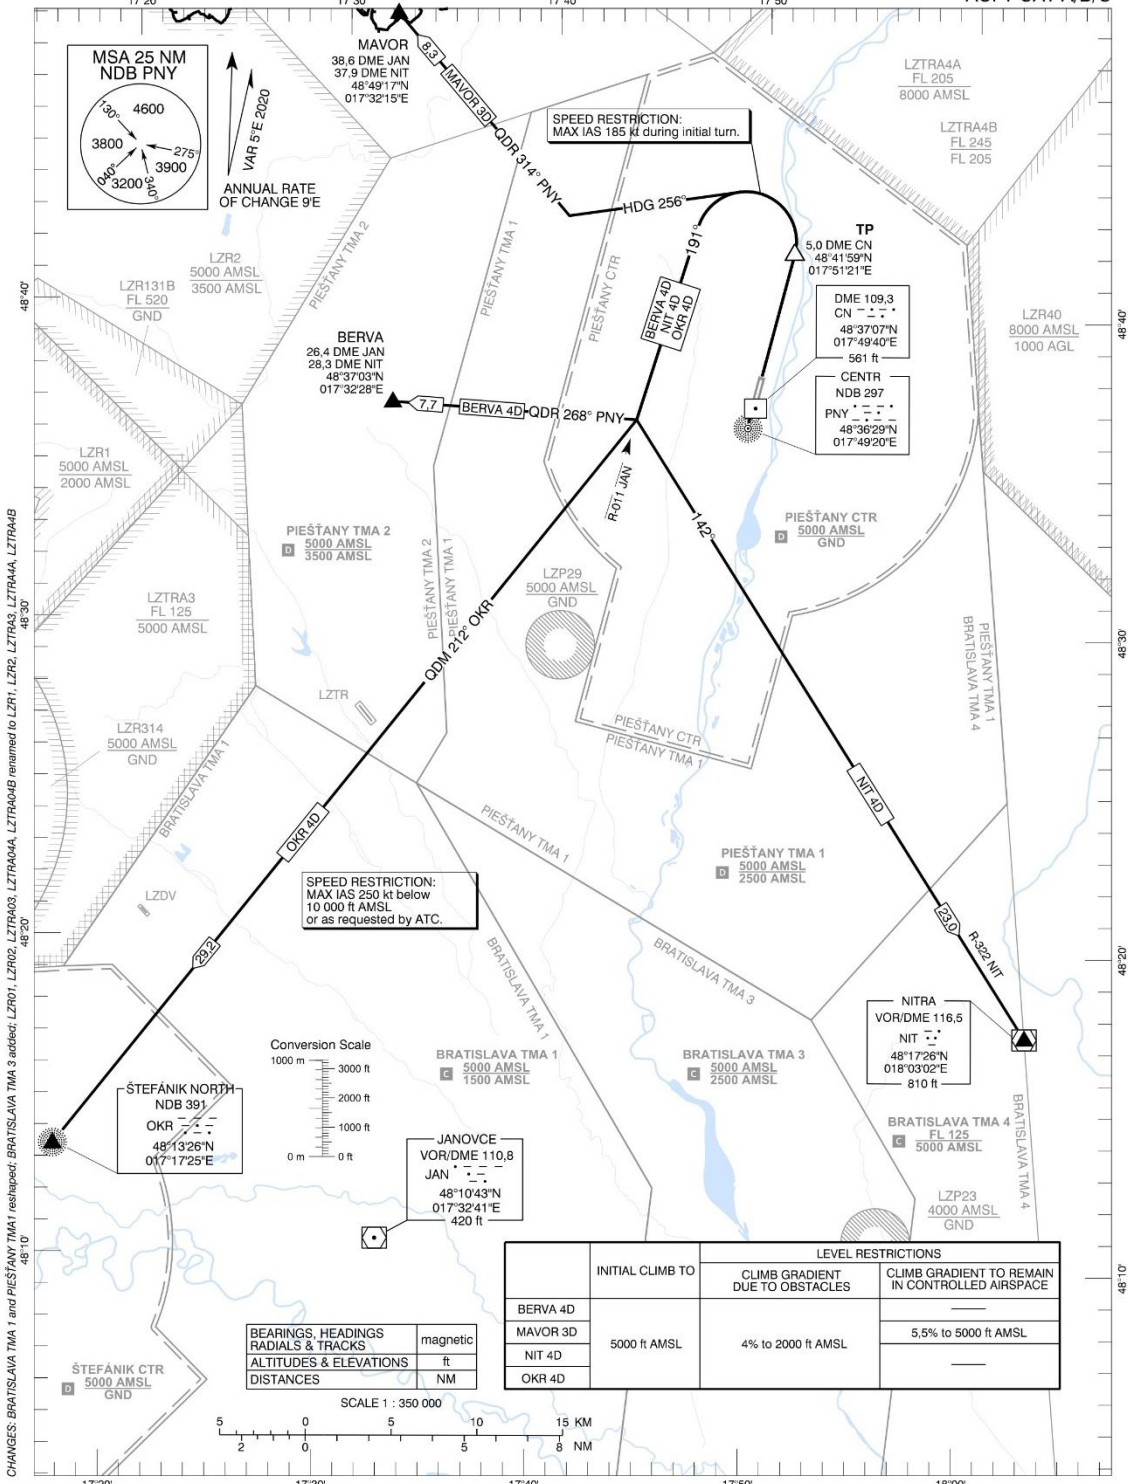 17°30'
17°40'
17°50'
MSA 25 NM
NDB PNY
130°
4600
3800
275°
3900
040°
3200
340°
VAR 5°E 2020
ANNUAL RATE
OF CHANGE 9'E
MAVOR
38,6 DME JAN
37,9 DME NIT
48°49'17"N
017°32'15"E
8,3
MAVOR 3D
QDR 314° PNY
SPEED RESTRICTION:
MAX IAS 185 kt during initial turn.
LZTRA4A
FL 205
8000 AMSL
LZTRA4B
FL 245
FL 205
HDG 256°
191°
TP
5,0 DME CN
48°41'59"N
017°51'21"E
BERVA 4D
NIT 4D
OKR 4D
DME 109,3
CN
48°37'07"N
017°49'40"E
561 ft
CENTR
NDB 297
PNY
48°36'29"N
017°49'20"E
LZR40
8000 AMSL
1000 AGL
LZR2
5000 AMSL
3500 AMSL
LZR131B
FL 520
GND
PIEŠŤANY TMA 2
PIEŠŤANY TMA 1
PIEŠŤANY CTR
48°40'
48°40'
BERVA
26,4 DME JAN
28,3 DME NIT
48°37'03"N
017°32'28"E
7,7
BERVA 4D
QDR 268° PNY
R-011 JAN
LZR1
5000 AMSL
2000 AMSL
PIEŠŤANY TMA 2
D
5000 AMSL
3500 AMSL
PIEŠŤANY TMA 2
PIEŠŤANY TMA 1
142°
PIEŠŤANY CTR
D
5000 AMSL
GND
LZP29
5000 AMSL
GND
LZTRA3
FL 125
5000 AMSL
48°30'
48°30'
QDM 212° OKR
PIEŠŤANY TMA 1
BRATISLAVA TMA 4
LZTR
LZR314
5000 AMSL
GND
BRATISLAVA TMA 1
PIEŠŤANY CTR
PIEŠŤANY TMA 1
OKR 4D
NIT 4D
PIEŠŤANY TMA 1
PIEŠŤANY TMA 1
D
5000 AMSL
2500 AMSL
SPEED RESTRICTION:
MAX IAS 250 kt below
10 000 ft AMSL
or as requested by ATC.
LZDV
48°20'
48°20'
29,2
23,0
R-322 NIT
BRATISLAVA TMA 1
BRATISLAVA TMA 3
NITRA
VOR/DME 116,5
NIT
48°17'26"N
018°03'02"E
810 ft
Conversion Scale
1000 m
3000 ft
2000 ft
1000 ft
0 m
0 ft
BRATISLAVA TMA 1
C
5000 AMSL
1500 AMSL
BRATISLAVA TMA 3
C
5000 AMSL
2500 AMSL
ŠTEFÁNIK NORTH
NDB 391
OKR
48°13'26"N
017°17'25"E
JANOVCE
VOR/DME 110,8
JAN
48°10'43"N
017°32'41"E
420 ft
BRATISLAVA TMA 4
C
FL 125
5000 AMSL
BRATISLAVA TMA 4
LZP23
4000 AMSL
GND
48°10'
48°10'
INITIAL CLIMB TO
LEVEL RESTRICTIONS
CLIMB GRADIENT
DUE TO OBSTACLES
CLIMB GRADIENT TO REMAIN
IN CONTROLLED AIRSPACE
BERVA 4D
MAVOR 3D
NIT 4D
OKR 4D
5000 ft AMSL
4% to 2000 ft AMSL
5,5% to 5000 ft AMSL
BEARINGS, HEADINGS
RADIALS & TRACKS
magnetic
ALTITUDES & ELEVATIONS
ft
DISTANCES
NM
ŠTEFÁNIK CTR
D
5000 AMSL
GND
SCALE 1 : 350 000
5 0 5 10 15 KM
2 0 5 8 NM
CHANGES: BRATISLAVA TMA 1 and PIEŠŤANY TMA1 reshaped; BRATISLAVA TMA 3 added; LZR01, LZR02, LZTRA03, LZTRA04A, LZTRA04B renamed to LZR1, LZR2, LZTRA3, LZTRA4A, LZTRA4B